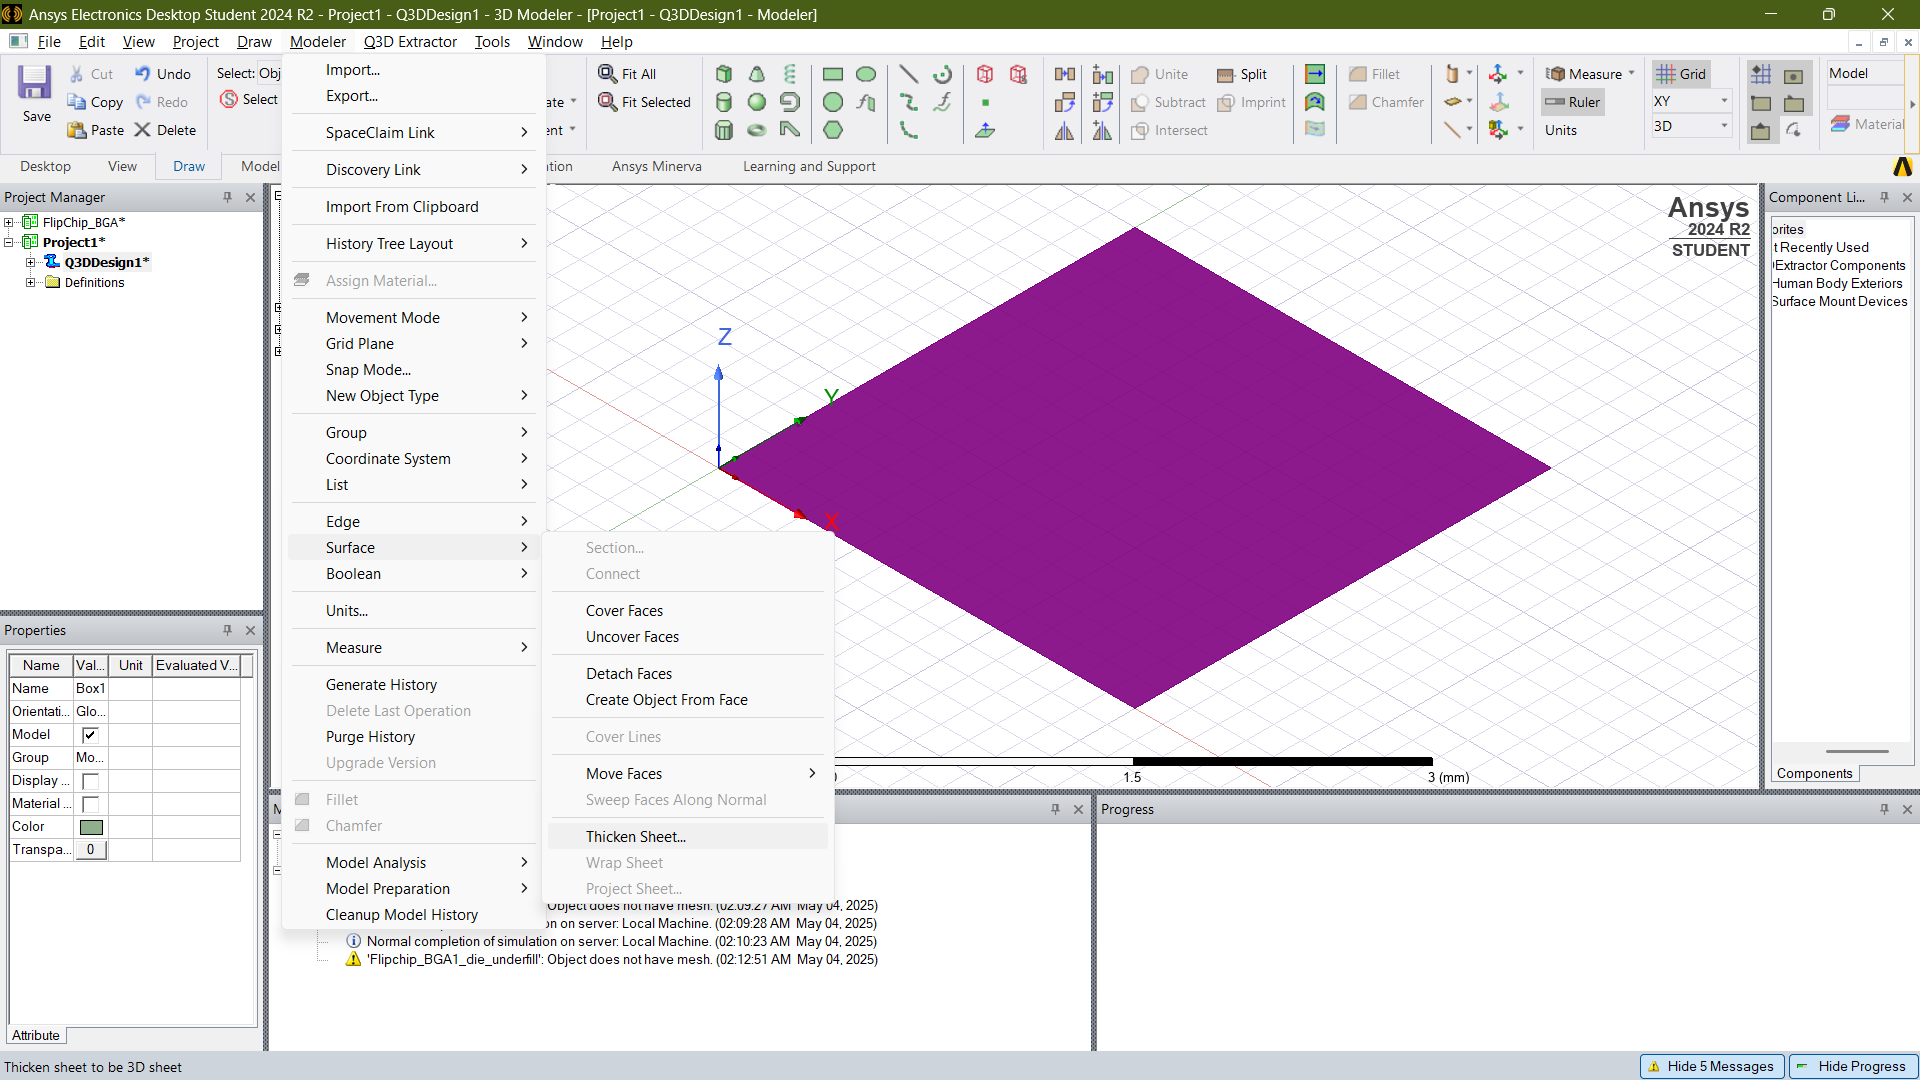 Ansys Electronics Desktop Student 2024 R2 - Project1 - Q3DDesign1 - 3D Modeler - [Project1 - Q3DDesign1 - Modeler]
File Edit View Project Draw Modeler Q3D Extractor Tools Window Help
Save
Cut
Copy
Paste
Undo
Redo
Delete
Select: Obj
Select
ate
ent
Fit All
Fit Selected
Unite
Subtract
Intersect
Split
Imprint
Fillet
Chamfer
Measure
Ruler
Units
Grid
XY
3D
Model
Material
Desktop View Draw Model tion Ansys Minerva Learning and Support
Project Manager
FlipChip_BGA*
Project1*
Q3DDesign1*
Definitions
Properties
Name Val... Unit Evaluated V...
Name Box1
Orientati... Glo...
Model
Group Mo...
Display ...
Material ...
Color
Transpa... 0
Attribute
Import...
Export...
SpaceClaim Link
Discovery Link
Import From Clipboard
History Tree Layout
Assign Material...
Movement Mode
Grid Plane
Snap Mode...
New Object Type
Group
Coordinate System
List
Edge
Surface
Boolean
Units...
Measure
Generate History
Delete Last Operation
Purge History
Upgrade Version
Fillet
Chamfer
Model Analysis
Model Preparation
Cleanup Model History
Section...
Connect
Cover Faces
Uncover Faces
Detach Faces
Create Object From Face
Cover Lines
Move Faces
Sweep Faces Along Normal
Thicken Sheet...
Wrap Sheet
Project Sheet...
Z
Y
X
Ansys
2024 R2
STUDENT
0 1.5 3 (mm)
Component Li...
orites
t Recently Used
Extractor Components
Human Body Exteriors
Surface Mount Devices
Components
M
Object does not have mesh. (02:09:27 AM May 04, 2025)
on on server: Local Machine. (02:09:28 AM May 04, 2025)
Normal completion of simulation on server: Local Machine. (02:10:23 AM May 04, 2025)
'Flipchip_BGA1_die_underfill': Object does not have mesh. (02:12:51 AM May 04, 2025)
Progress
Thicken sheet to be 3D sheet
Hide 5 Messages
Hide Progress